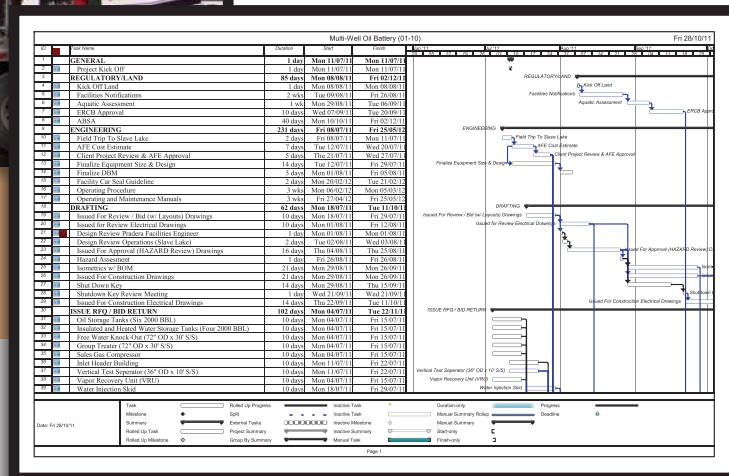 Multi-Well Oil Battery (01-10) Fri 28/10/11
ID Task Name Duration Start Finish Jun '11 Jul '11 Aug '11 Sep '11
1 GENERAL 1 day Mon 11/07/11 Mon 11/07/11
2 Project Kick Off 1 day Mon 11/07/11 Mon 11/07/11
3 REGULATORY/LAND 85 days Mon 08/08/11 Fri 02/12/11 REGULATORY/LAND
4 Kick Off Land 1 day Mon 08/08/11 Mon 08/08/11 Kick Off Land
5 Facilities Notifications 2 wks Tue 09/08/11 Fri 26/08/11 Facilities Notifications
6 Aquatic Assessment 1 wk Mon 29/08/11 Tue 06/09/11 Aquatic Assessment
7 ERCB Approval 10 days Wed 07/09/11 Tue 20/09/11 ERCB Appro
8 ABSA 40 days Mon 10/10/11 Fri 02/12/11
9 ENGINEERING 231 days Fri 08/07/11 Fri 25/05/12 ENGINEERING
10 Field Trip To Slave Lake 2 days Fri 08/07/11 Mon 11/07/11 Field Trip To Slave Lake
11 AFE Cost Estimate 7 days Tue 12/07/11 Wed 20/07/11 AFE Cost Estimate
12 Client Project Review & AFE Approval 5 days Thu 21/07/11 Wed 27/07/11 Client Project Review & AFE Approval
13 Finalize Equipment Size & Design 14 days Tue 12/07/11 Fri 29/07/11 Finalize Equipment Size & Design
14 Finalize DBM 5 days Mon 01/08/11 Fri 05/08/11
15 Facility Car Seal Guideline 2 days Mon 20/02/12 Tue 21/02/12
16 Operating Procedure 3 wks Mon 06/02/12 Mon 05/03/12
17 Operating and Maintenance Manuals 3 wks Fri 27/04/12 Fri 25/05/12
18 DRAFTING 62 days Mon 18/07/11 Tue 11/10/11 DRAFTING
19 Issued For Review / Bid (w/ Layouts) Drawings 10 days Mon 18/07/11 Fri 29/07/11 Issued For Review / Bid (w/ Layouts) Drawings
20 Issued for Review Electrical Drawings 10 days Mon 01/08/11 Fri 12/08/11 Issued for Review Electrical Drawings
21 Design Review Pradera Facilities Engineer 1 day Mon 01/08/11 Mon 01/08/11
22 Design Review Operations (Slave Lake) 2 days Tue 02/08/11 Wed 03/08/11
23 Issued For Approval (HAZARD Review) Drawings 16 days Thu 04/08/11 Thu 25/08/11 Issued For Approval (HAZARD Review) D
24 Hazard Assesment 1 day Fri 26/08/11 Fri 26/08/11
25 Isometrics w/ BOM 21 days Mon 29/08/11 Mon 26/09/11
26 Issued For Construction Drawings 21 days Mon 29/08/11 Mon 26/09/11
27 Shut Down Key 14 days Mon 29/08/11 Thu 15/09/11
28 Shutdown Key Review Meeting 1 day Wed 21/09/11 Wed 21/09/11 Shutdown
29 Issued For Construction Electrical Drawings 14 days Thu 22/09/11 Tue 11/10/11 Issued For Construction Electrical Drawings
30 ISSUE RFQ / BID RETURN 102 days Mon 04/07/11 Tue 22/11/11 ISSUE RFQ / BID RETURN
31 Oil Storage Tanks (Six 2000 BBL) 10 days Mon 04/07/11 Fri 15/07/11
32 Insulated and Heated Water Storage Tanks (Four 2000 BBL) 10 days Mon 04/07/11 Fri 15/07/11
33 Free Water Knock-Out (72" OD x 30' S/S) 10 days Mon 04/07/11 Fri 15/07/11
34 Group Treater (72" OD x 30' S/S) 10 days Mon 04/07/11 Fri 15/07/11
35 Sales Gas Compressor 10 days Mon 04/07/11 Fri 15/07/11
36 Inlet Header Building 10 days Mon 11/07/11 Fri 22/07/11
37 Vertical Test Seperator (36" OD x 10' S/S) 10 days Mon 11/07/11 Fri 22/07/11 Vertical Test Seperator (36" OD x 10' S/S)
38 Vapor Recovery Unit (VRU) 10 days Mon 04/07/11 Fri 15/07/11 Vapor Recovery Unit (VRU)
39 Water Injection Skid 10 days Mon 18/07/11 Fri 29/07/11 Water Injection Skid
Date: Fri 28/10/11
Task Rolled Up Progress Inactive Task Duration-only Progress
Milestone Split Inactive Task Manual Summary Rollup Deadline
Summary External Tasks Inactive Milestone Manual Summary
Rolled Up Task Project Summary Inactive Summary Start-only
Rolled Up Milestone Group By Summary Manual Task Finish-only
Page 1